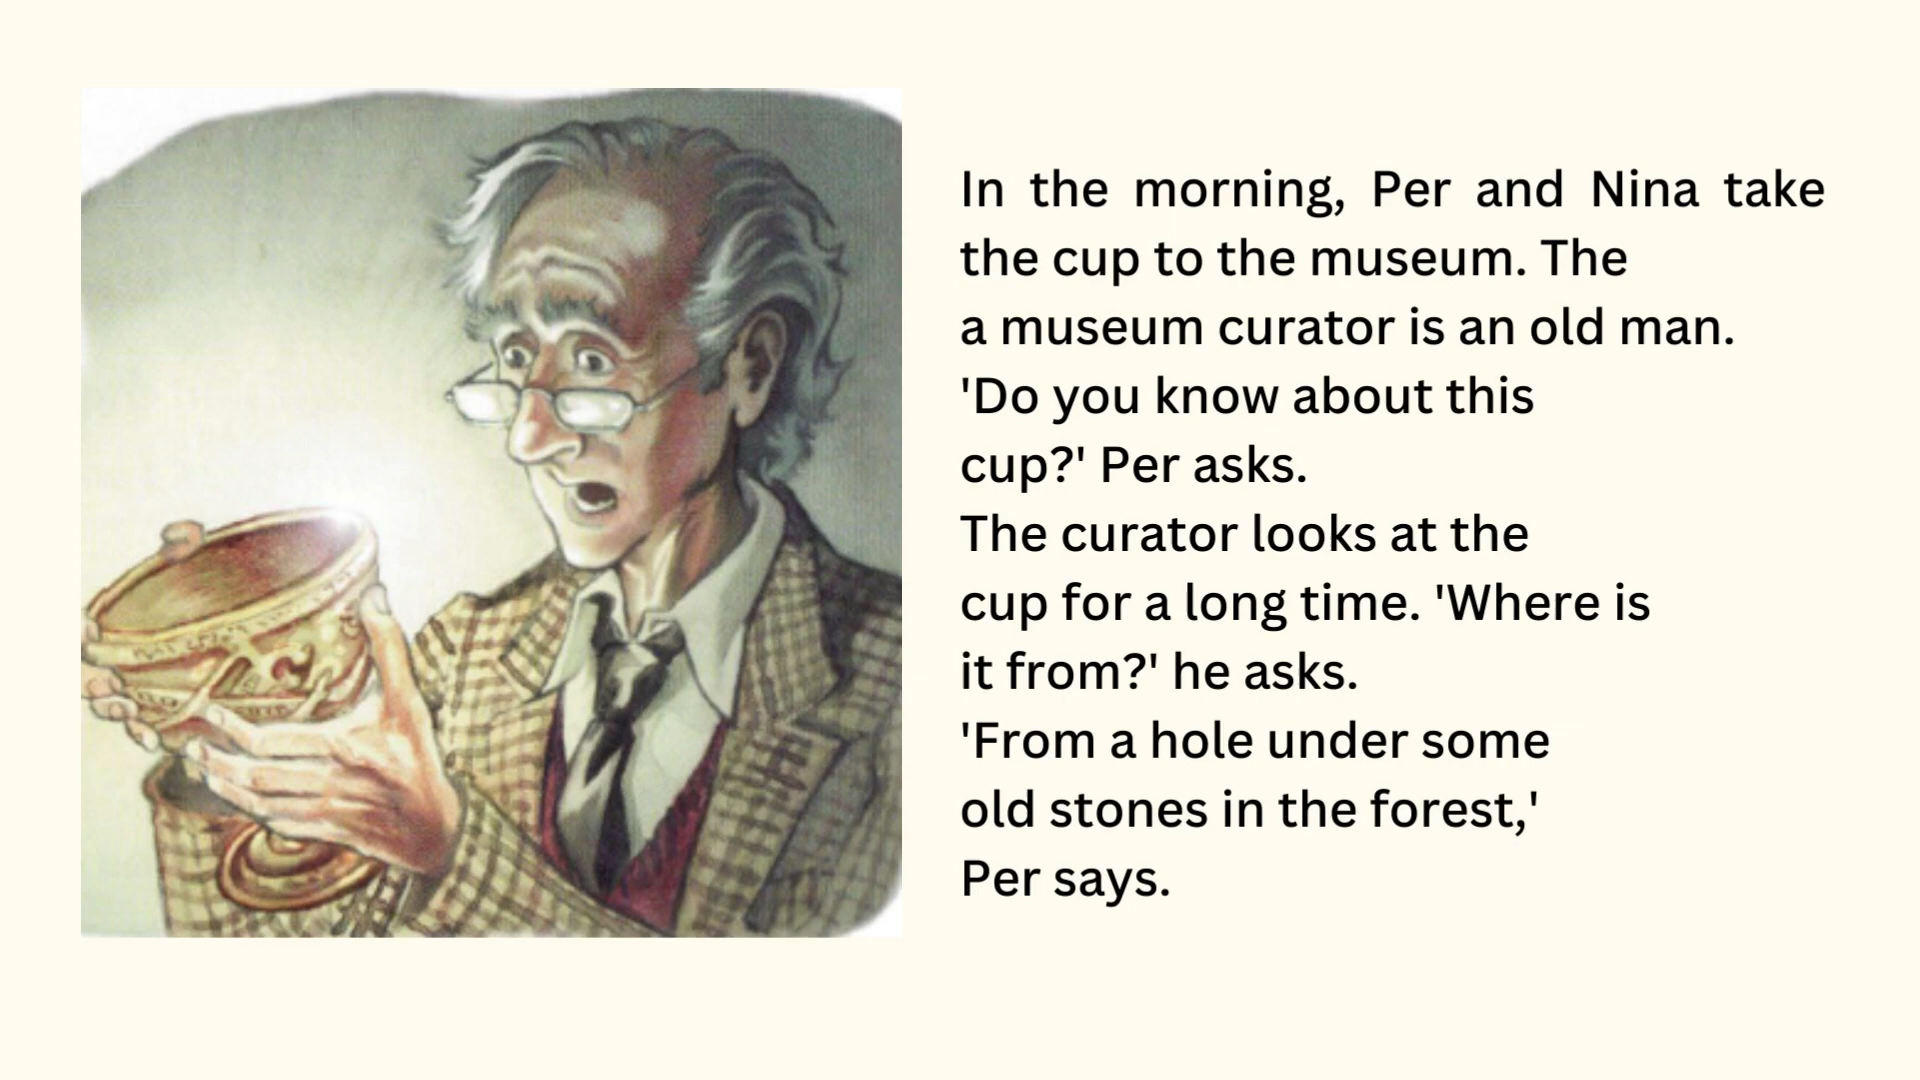 In the morning, Per and Nina take
the cup to the museum. The
a museum curator is an old man.
'Do you know about this
cup?' Per asks.
The curator looks at the
cup for a long time. 'Where is
it from?' he asks.
'From a hole under some
old stones in the forest,'
Per says.